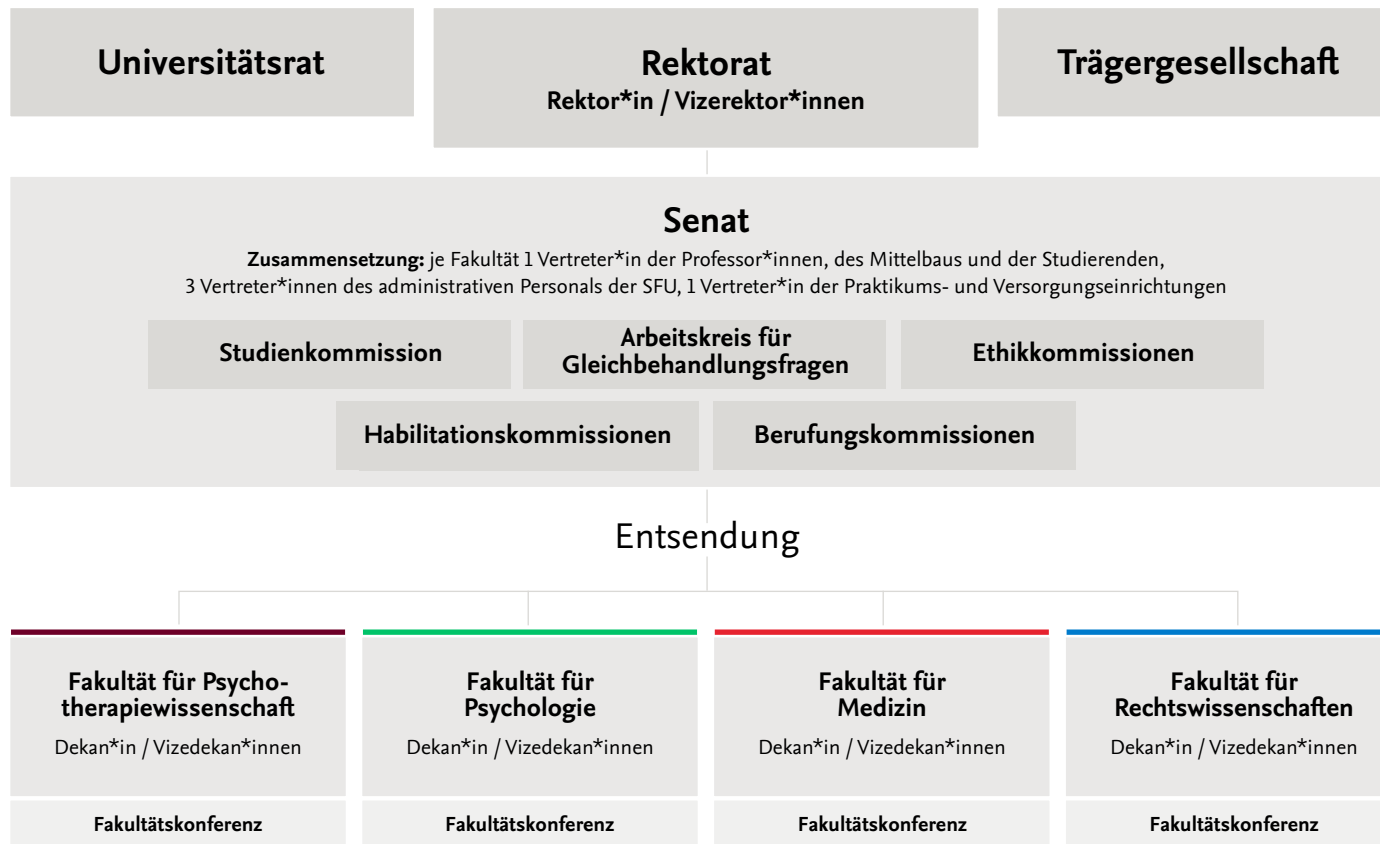 Universitätsrat
Rektorat
Rektor*in / Vizerektor*innen
Trägergesellschaft
Senat
Zusammensetzung: je Fakultät 1 Vertreter*in der Professor*innen, des Mittelbaus und der Studierenden,
3 Vertreter*innen des administrativen Personals der SFU, 1 Vertreter*in der Praktikums- und Versorgungseinrichtungen
Studienkommission
Arbeitskreis für
Gleichbehandlungsfragen
Ethikkommissionen
Habilitationskommissionen
Berufungskommissionen
Entsendung
Fakultät für Psycho-
therapiewissenschaft
Dekan*in / Vizedekan*innen
Fakultätskonferenz
Fakultät für
Psychologie
Dekan*in / Vizedekan*innen
Fakultätskonferenz
Fakultät für
Medizin
Dekan*in / Vizedekan*innen
Fakultätskonferenz
Fakultät für
Rechtswissenschaften
Dekan*in / Vizedekan*innen
Fakultätskonferenz